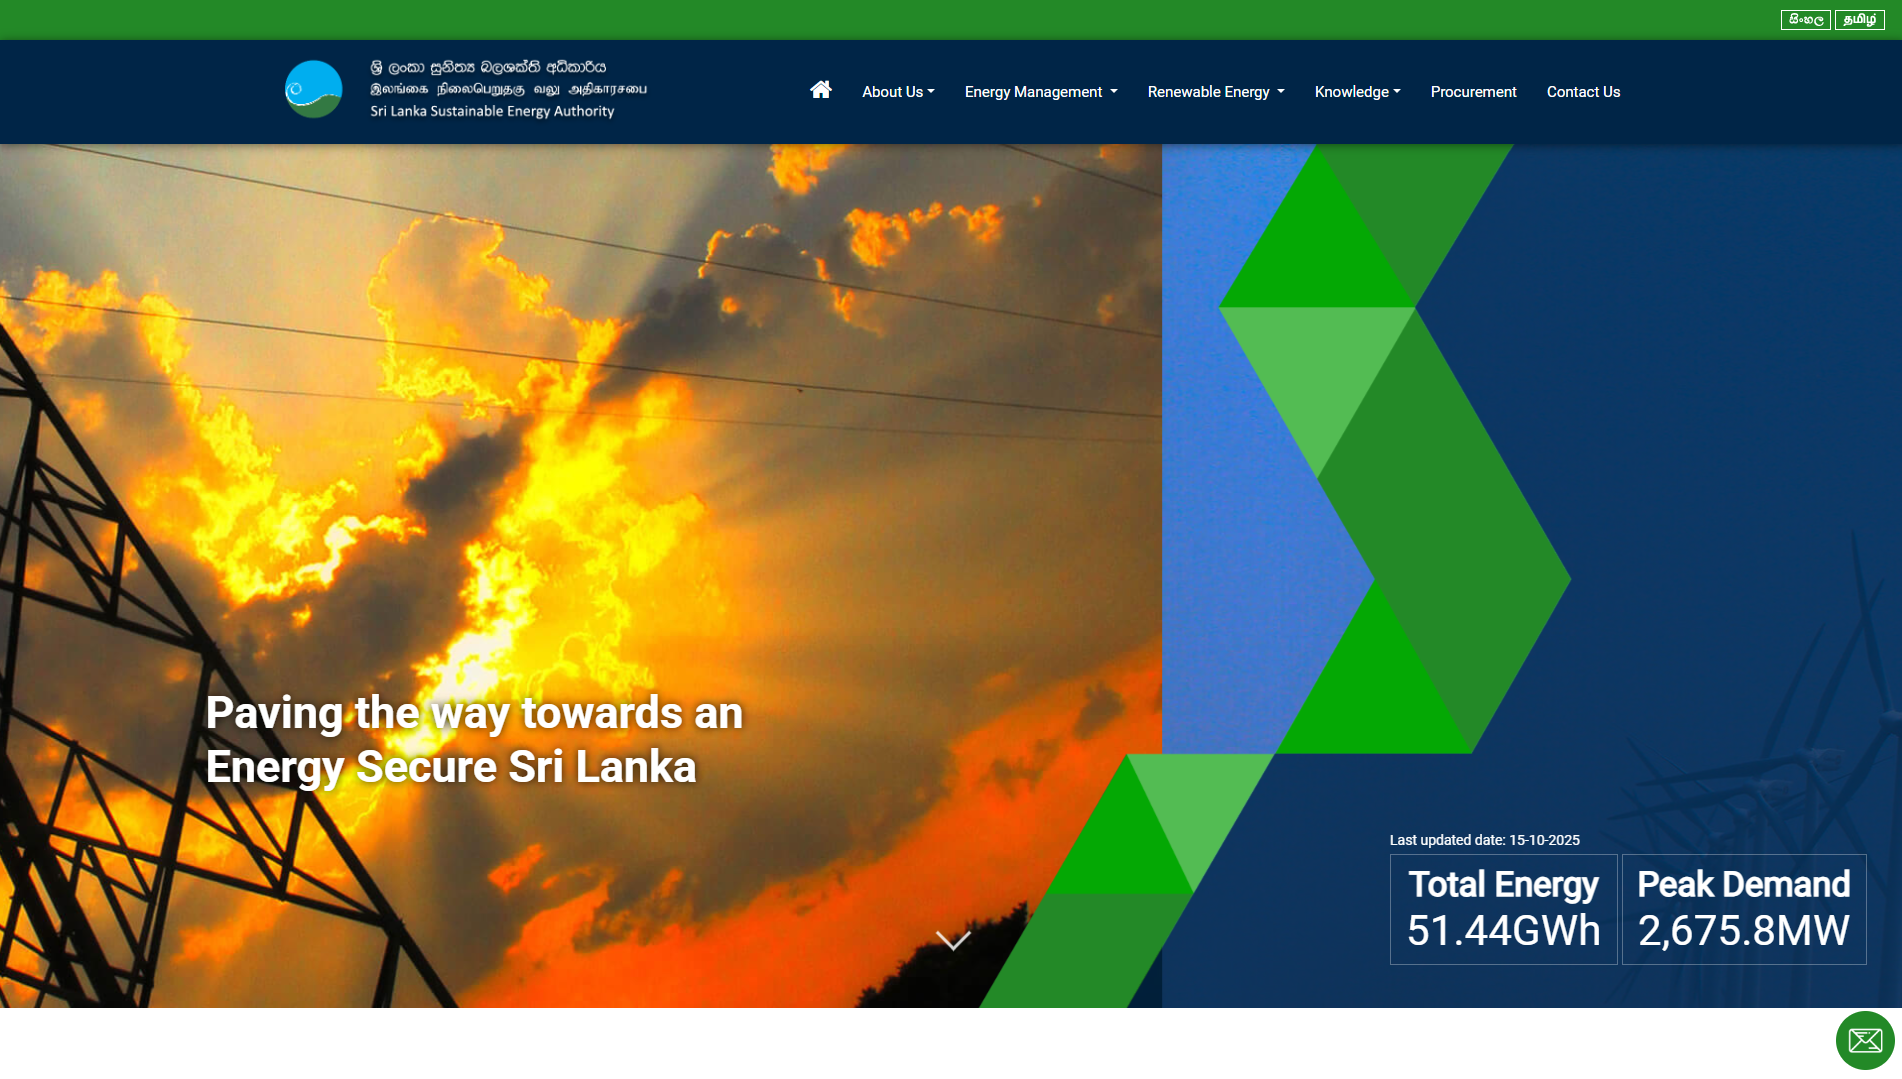 සිංහල தமிழ்
ශ්‍රී ලංකා සුනිත්‍ය බලශක්ති අධිකාරිය
இலங்கை நிலைபெறுதகு வலு அதிகாரசபை
Sri Lanka Sustainable Energy Authority
About Us Energy Management Renewable Energy Knowledge Procurement Contact Us
Paving the way towards an
Energy Secure Sri Lanka
Last updated date: 15-10-2025
Total Energy
51.44GWh
Peak Demand
2,675.8MW